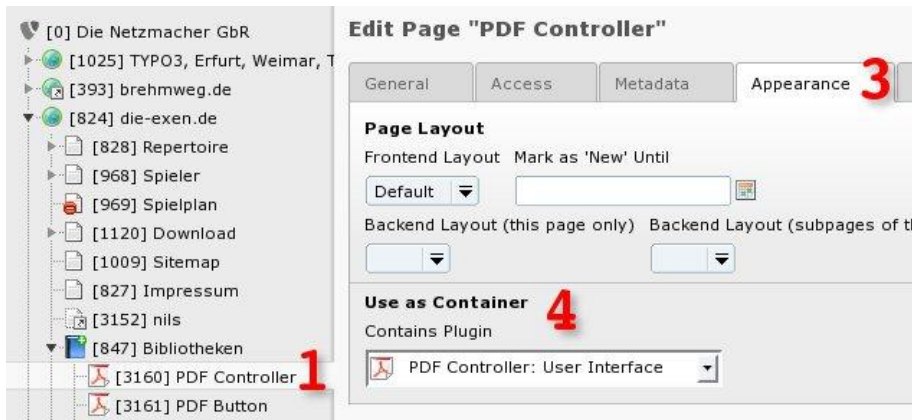 [0] Die Netzmacher GbR
[1025] TYPO3, Erfurt, Weimar, T
[393] brehmweg.de
[824] die-exen.de
[828] Repertoire
[968] Spieler
[969] Spielplan
[1120] Download
[1009] Sitemap
[827] Impressum
[3152] nils
[847] Bibliotheken
[3160] PDF Controller 1
[3161] PDF Button
Edit Page "PDF Controller"
General Access Metadata Appearance 3
Page Layout
Frontend Layout Mark as 'New' Until
Default
Backend Layout (this page only) Backend Layout (subpages of th
Use as Container 4
Contains Plugin
PDF Controller: User Interface